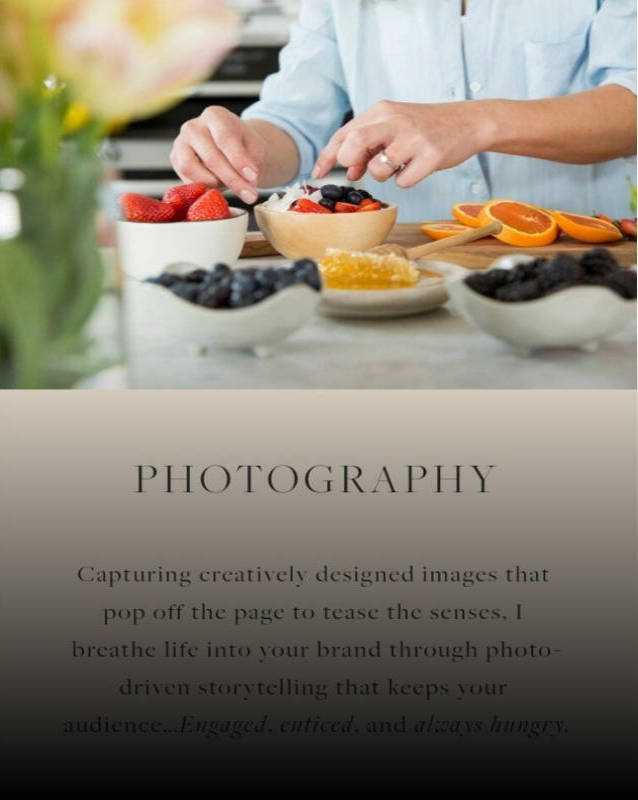 PHOTOGRAPHY
Capturing creatively designed images that
pop off the page to tease the senses, I
breathe life into your brand through photo-
driven storytelling that keeps your
audience...Engaged, enticed, and always hungry.